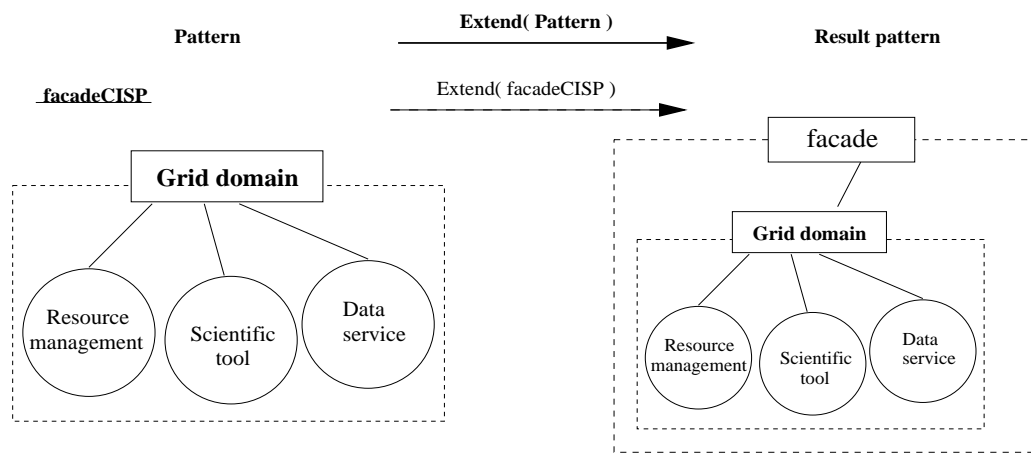 Pattern
Extend( Pattern )
Result pattern
facadeCISP
Extend( facadeCISP )
Grid domain
Resource
management
Scientific
tool
Data
service
facade
Grid domain
Resource
management
Scientific
tool
Data
service